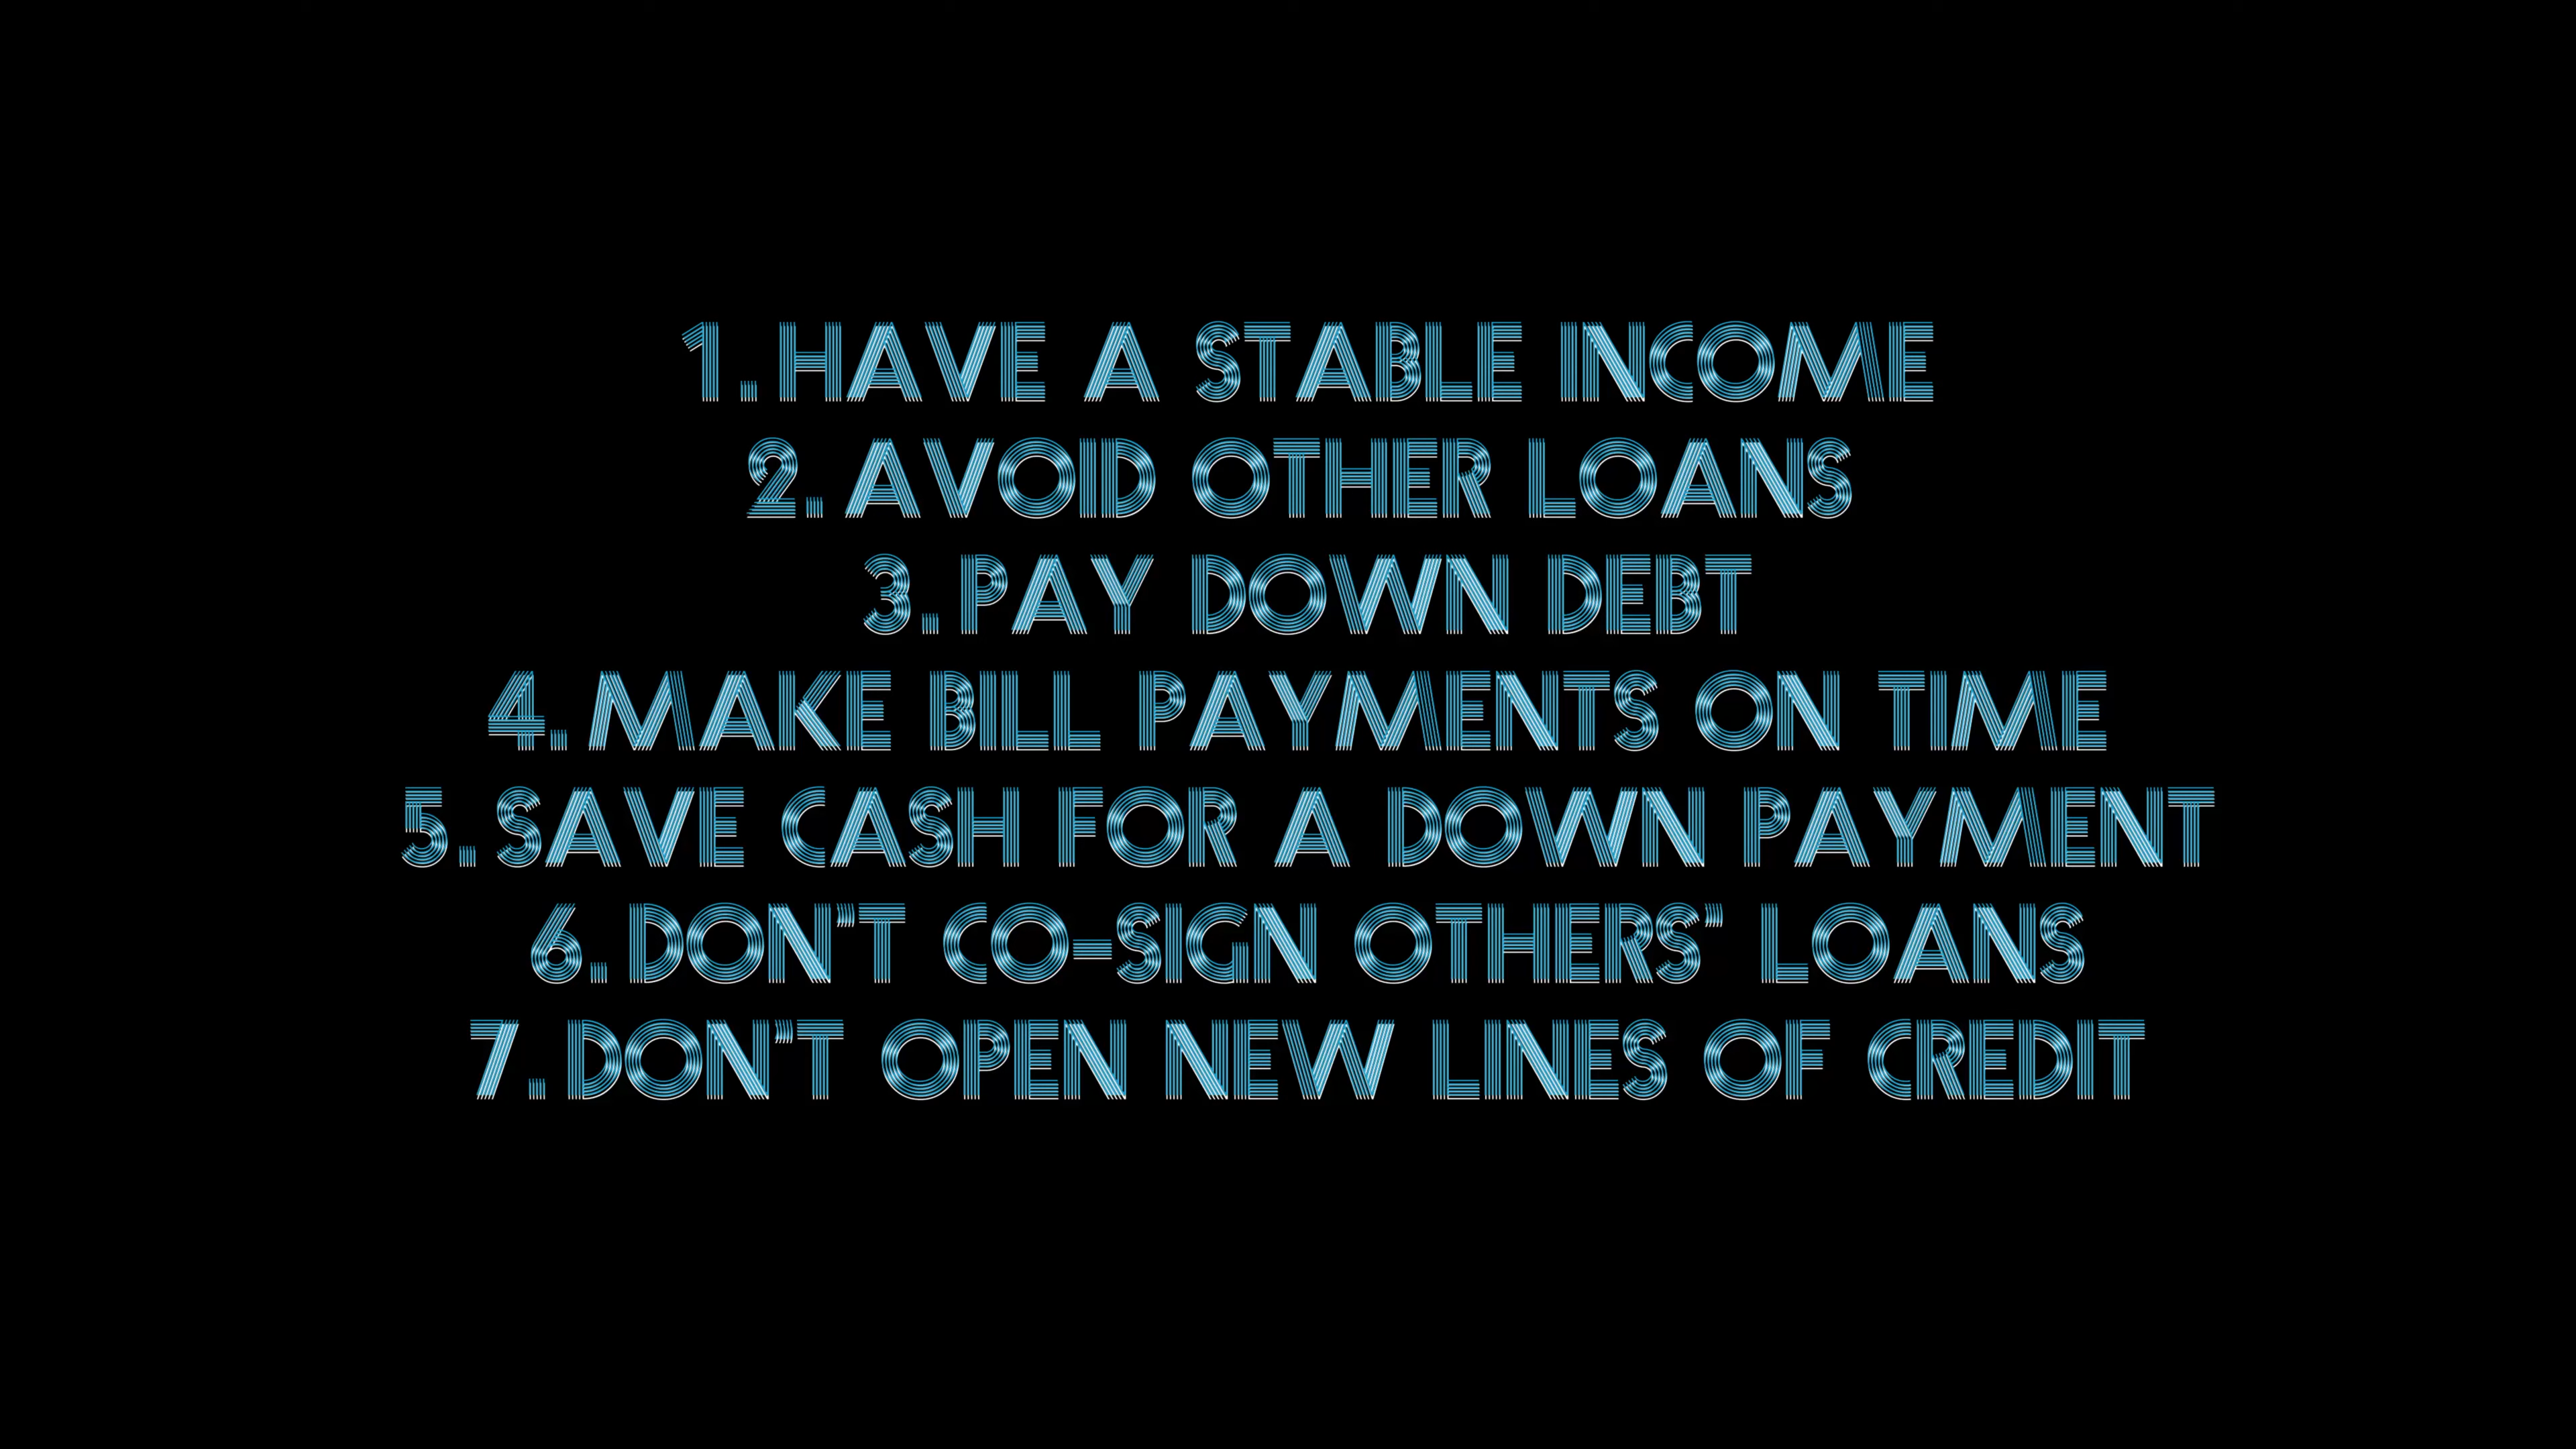 1. HAVE A STABLE INCOME
2. AVOID OTHER LOANS
3. PAY DOWN DEBT
4. MAKE BILL PAYMENTS ON TIME
5. SAVE CASH FOR A DOWN PAYMENT
6. DON'T CO-SIGN OTHERS' LOANS
7. DON'T OPEN NEW LINES OF CREDIT